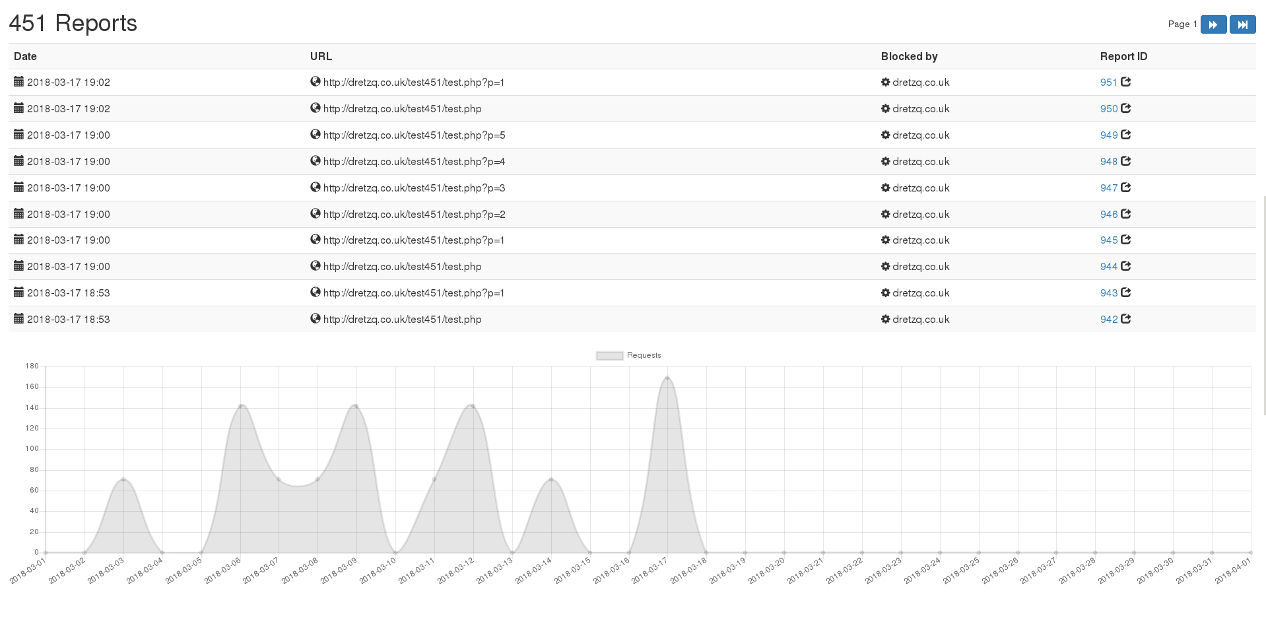 451 Reports
Page 1
Date URL Blocked by Report ID
2018-03-17 19:02 http://dretzq.co.uk/test451/test.php?p=1 dretzq.co.uk 951
2018-03-17 19:02 http://dretzq.co.uk/test451/test.php dretzq.co.uk 950
2018-03-17 19:00 http://dretzq.co.uk/test451/test.php?p=5 dretzq.co.uk 949
2018-03-17 19:00 http://dretzq.co.uk/test451/test.php?p=4 dretzq.co.uk 948
2018-03-17 19:00 http://dretzq.co.uk/test451/test.php?p=3 dretzq.co.uk 947
2018-03-17 19:00 http://dretzq.co.uk/test451/test.php?p=2 dretzq.co.uk 946
2018-03-17 19:00 http://dretzq.co.uk/test451/test.php?p=1 dretzq.co.uk 945
2018-03-17 19:00 http://dretzq.co.uk/test451/test.php dretzq.co.uk 944
2018-03-17 18:53 http://dretzq.co.uk/test451/test.php?p=1 dretzq.co.uk 943
2018-03-17 18:53 http://dretzq.co.uk/test451/test.php dretzq.co.uk 942
Requests
180
160
140
120
100
80
60
40
20
0
2018-03-01 2018-03-02 2018-03-03 2018-03-04 2018-03-05 2018-03-06 2018-03-07 2018-03-08 2018-03-09 2018-03-10 2018-03-11 2018-03-12 2018-03-13 2018-03-14 2018-03-15 2018-03-16 2018-03-17 2018-03-18 2018-03-19 2018-03-20 2018-03-21 2018-03-22 2018-03-23 2018-03-24 2018-03-25 2018-03-26 2018-03-27 2018-03-28 2018-03-29 2018-03-30 2018-03-31 2018-04-01